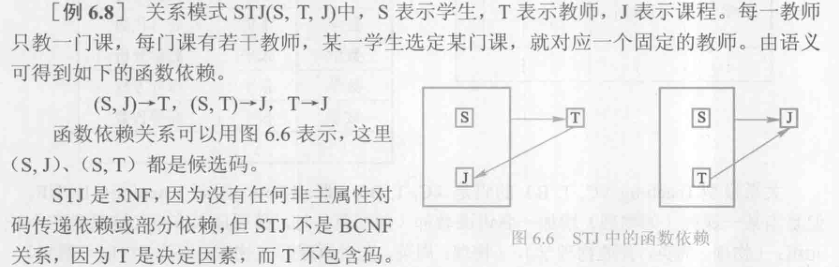 ［例 6.8］ 关系模式 STJ(S, T, J)中，S 表示学生，T 表示教师，J 表示课程。每一教师
只教一门课，每门课有若干教师，某一学生选定某门课，就对应一个固定的教师。由语义
可得到如下的函数依赖。
(S, J)→T，(S, T)→J，T→J
函数依赖关系可以用图 6.6 表示，这里
（S, J）、（S, T）都是候选码。
STJ 是 3NF，因为没有任何非主属性对
码传递依赖或部分依赖，但 STJ 不是 BCNF
关系，因为 T 是决定因素，而 T 不包含码。
S
T
J
S
J
T
图 6.6 STJ 中的函数依赖